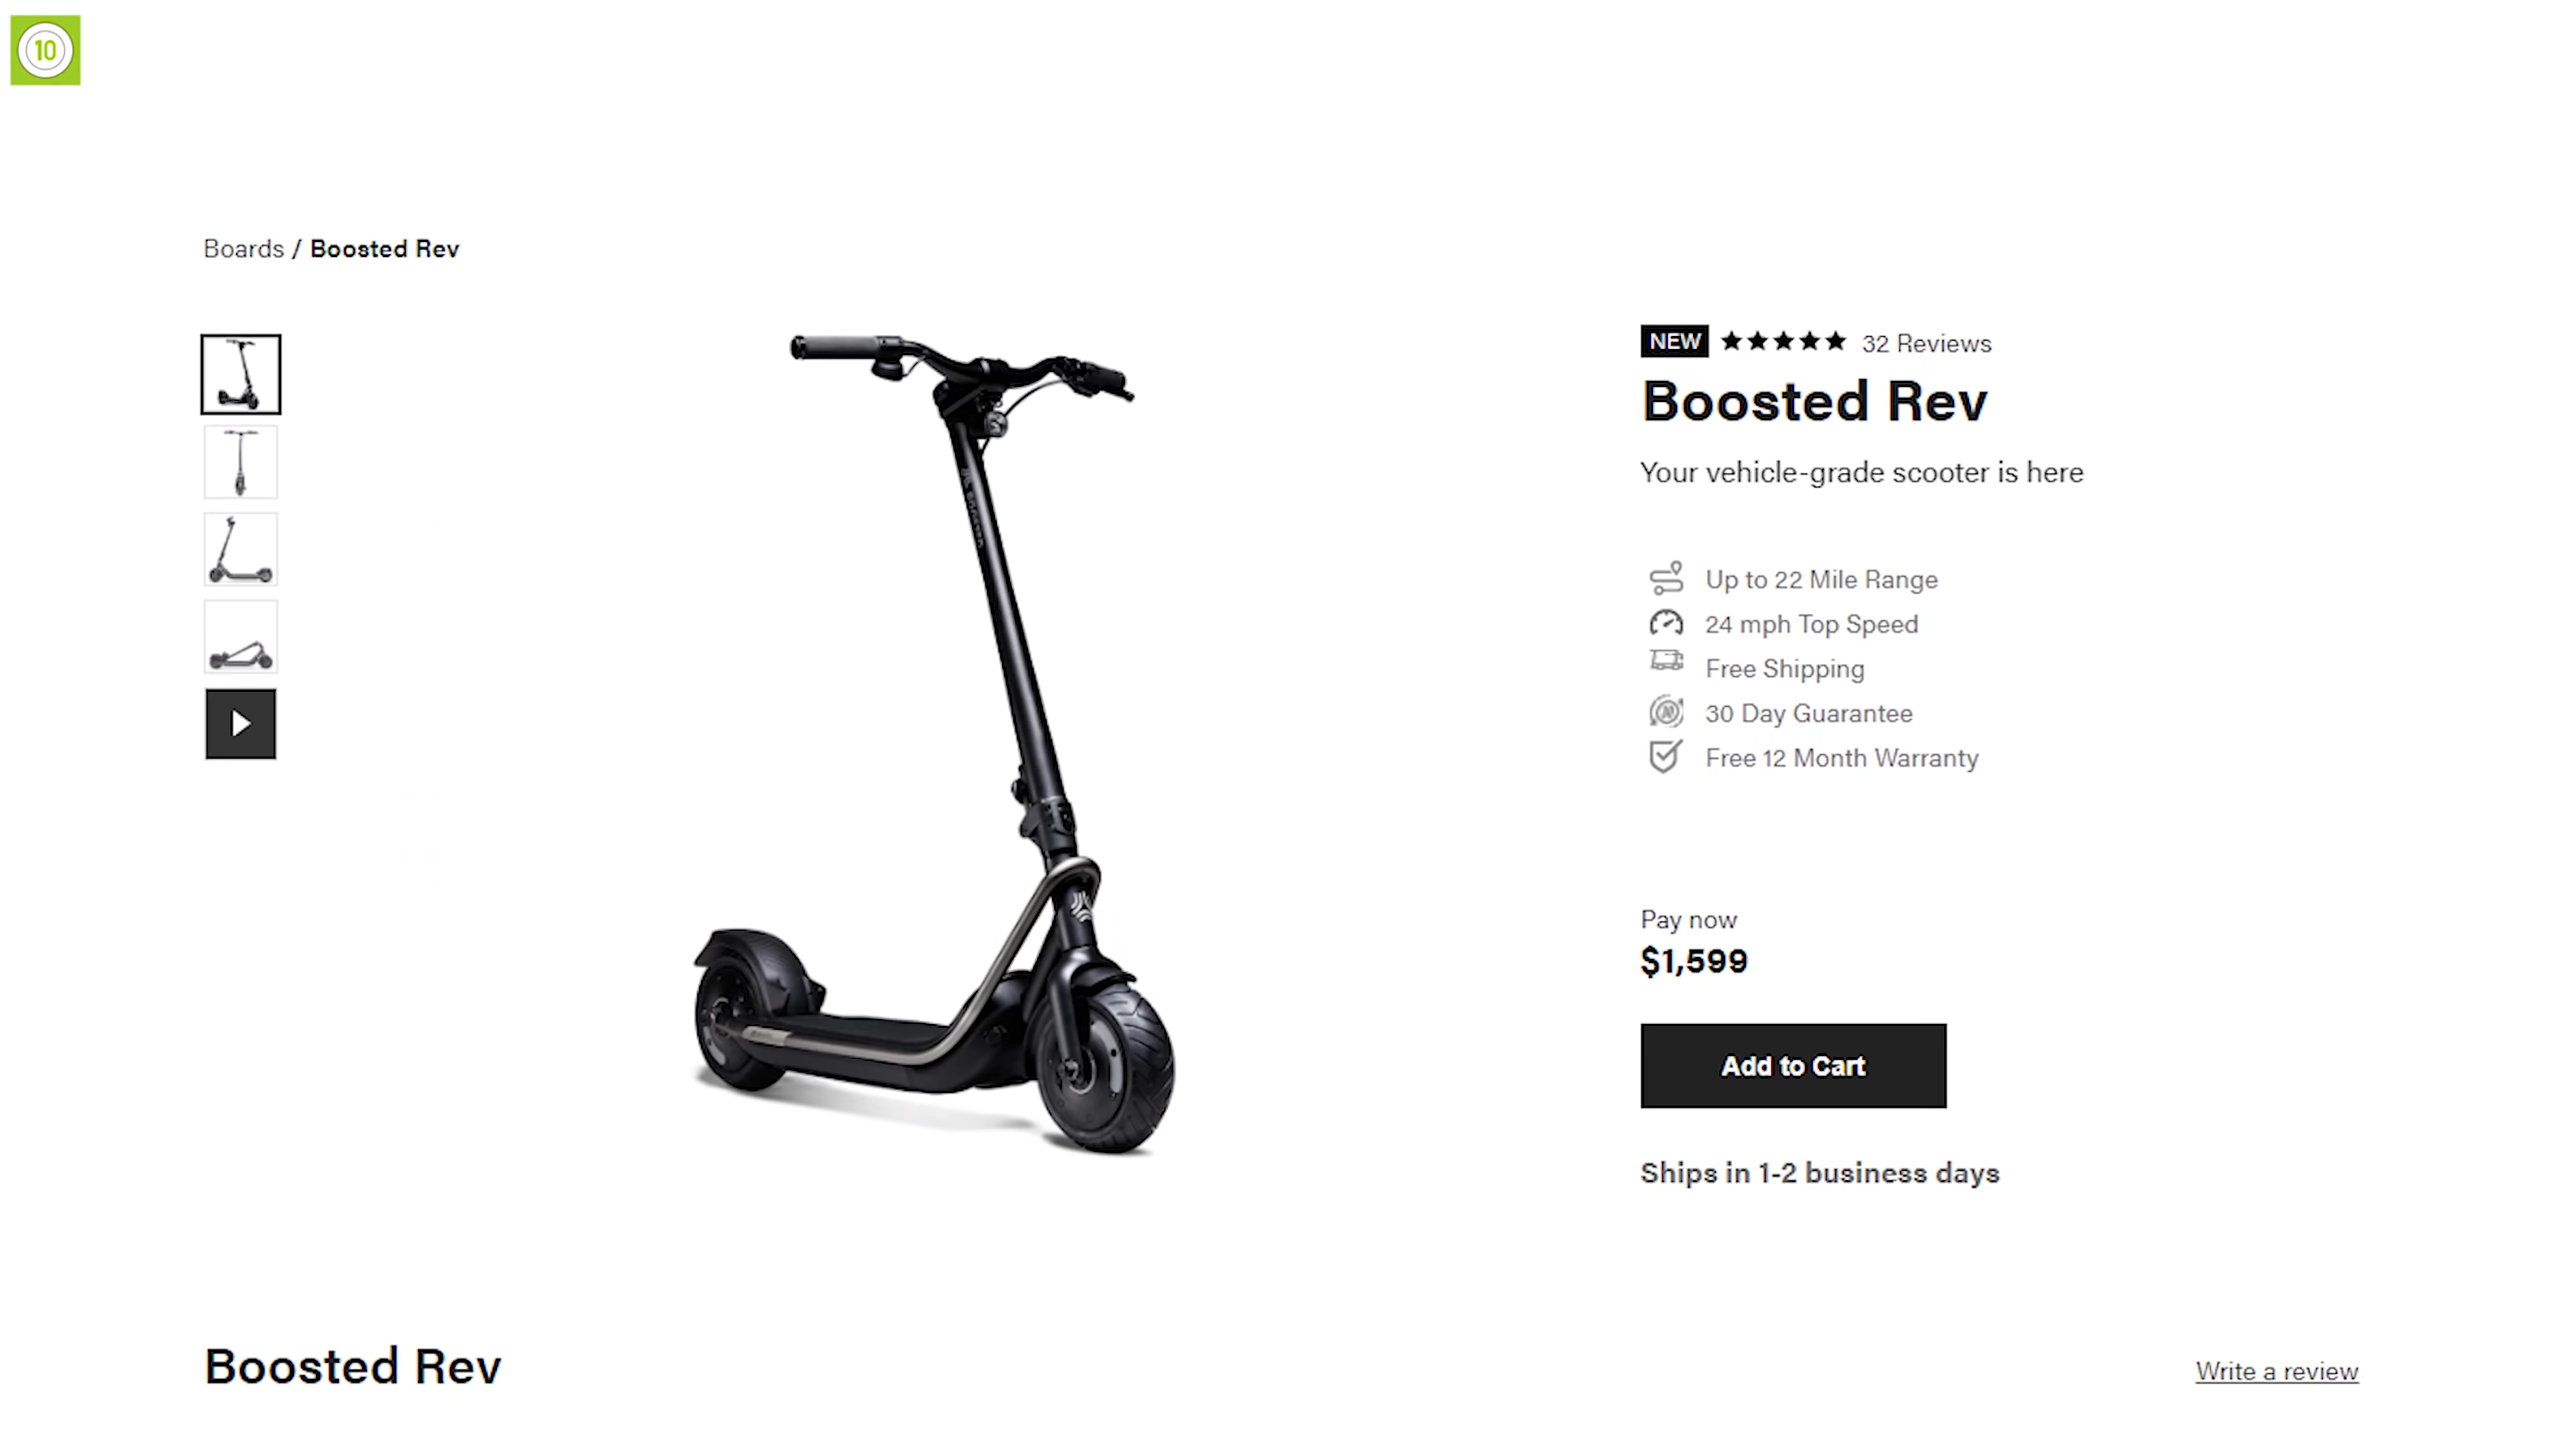 10
Boards / Boosted Rev
NEW ★★★★★ 32 Reviews
Boosted Rev
Your vehicle-grade scooter is here
Up to 22 Mile Range
24 mph Top Speed
Free Shipping
30 Day Guarantee
Free 12 Month Warranty
Pay now
$1,599
Add to Cart
Ships in 1-2 business days
Boosted Rev
Write a review